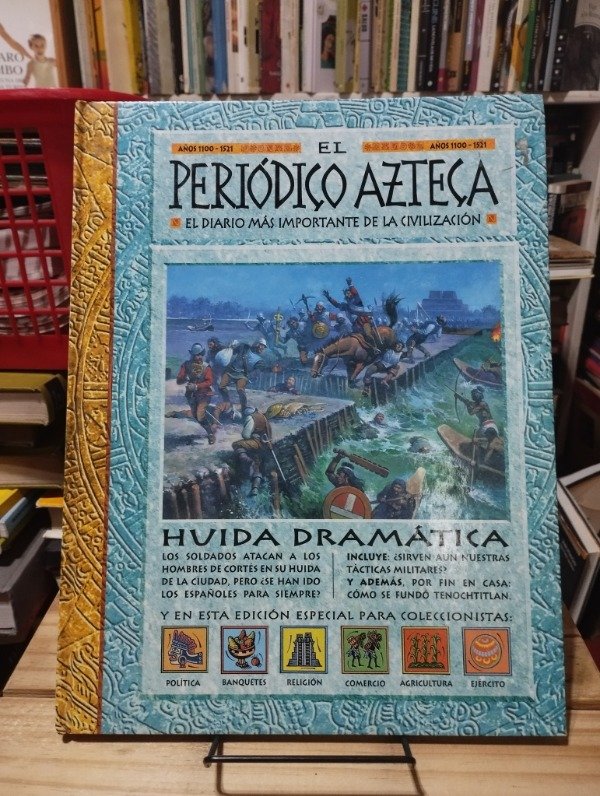 ARO
MBO
AÑOS 1100 - 1521
EL
AÑOS 1100 - 1521
PERIÓDICO AZTECA
EL DIARIO MÁS IMPORTANTE DE LA CIVILIZACIÓN
HUIDA DRAMÁTICA
LOS SOLDADOS ATACAN A LOS
HOMBRES DE CORTES EN SU HUIDA
DE LA CIUDAD, PERO ¿SE HAN IDO
LOS ESPAÑOLES PARA SIEMPRE?
INCLUYE: ¿SIRVEN AUN NUESTRAS
TÁCTICAS MILITARES?
Y ADEMÁS, POR FIN EN CASA:
CÓMO SE FUNDÓ TENOCHTITLAN.
Y EN ESTA EDICIÓN ESPECIAL PARA COLECCIONISTAS:
POLÍTICA
BANQUETES
RELIGIÓN
COMERCIO
AGRICULTURA
EJÉRCITO